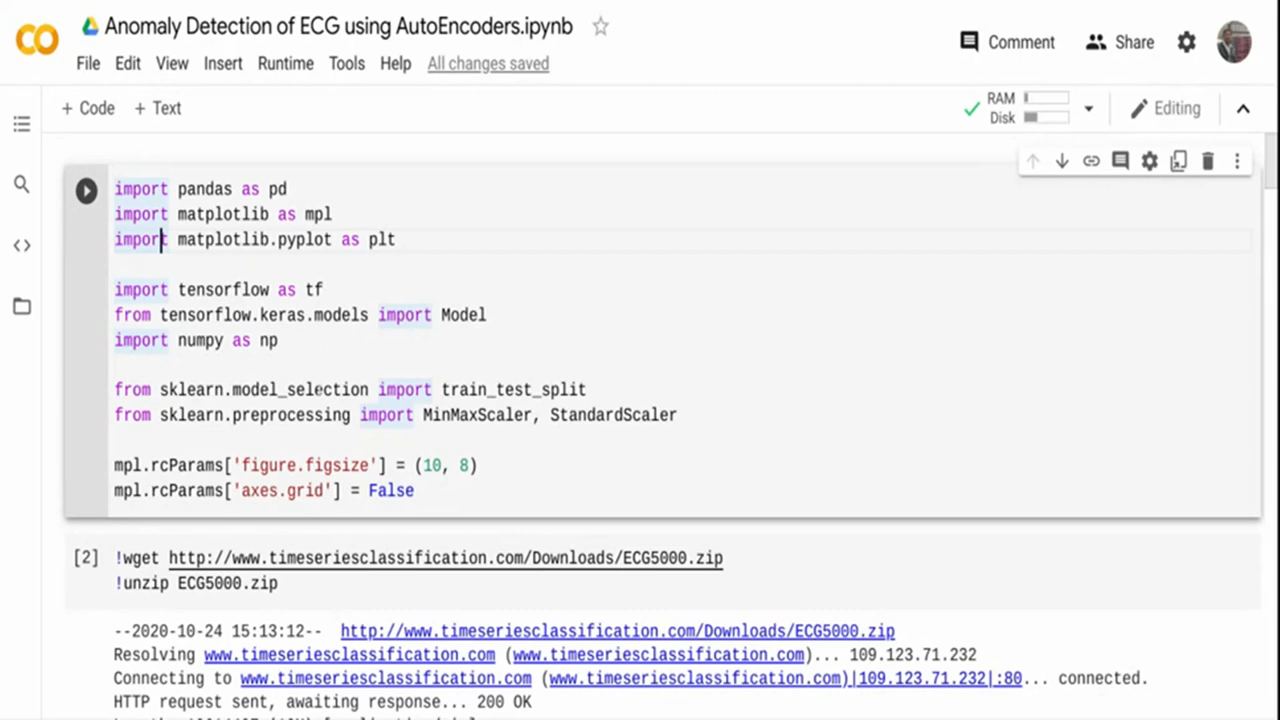 Anomaly Detection of ECG using AutoEncoders.ipynb
Comment
Share
File Edit View Insert Runtime Tools Help All changes saved
+ Code + Text
RAM
Disk
Editing
import pandas as pd
import matplotlib as mpl
import matplotlib.pyplot as plt
import tensorflow as tf
from tensorflow.keras.models import Model
import numpy as np
from sklearn.model_selection import train_test_split
from sklearn.preprocessing import MinMaxScaler, StandardScaler
mpl.rcParams['figure.figsize'] = (10, 8)
mpl.rcParams['axes.grid'] = False
[2] !wget http://www.timeseriesclassification.com/Downloads/ECG5000.zip
!unzip ECG5000.zip
--2020-10-24 15:13:12-- http://www.timeseriesclassification.com/Downloads/ECG5000.zip
Resolving www.timeseriesclassification.com (www.timeseriesclassification.com)... 109.123.71.232
Connecting to www.timeseriesclassification.com (www.timeseriesclassification.com)|109.123.71.232|:80... connected.
HTTP request sent, awaiting response... 200 OK